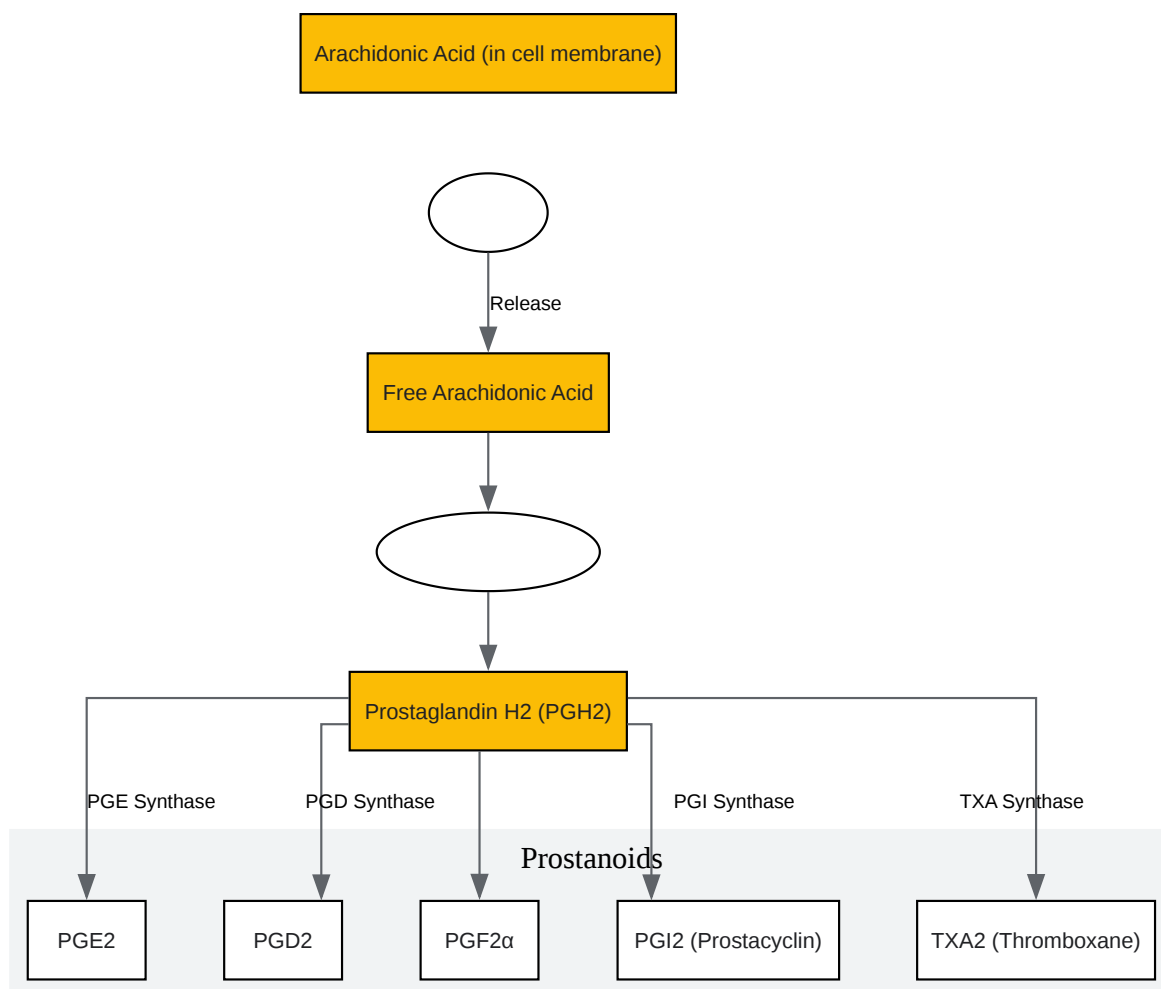 Arachidonic Acid (in cell membrane)
Release
Free Arachidonic Acid
Prostaglandin H2 (PGH2)
PGE Synthase
PGD Synthase
PGI Synthase
TXA Synthase
Prostanoids
PGE2
PGD2
PGF2α
PGI2 (Prostacyclin)
TXA2 (Thromboxane)